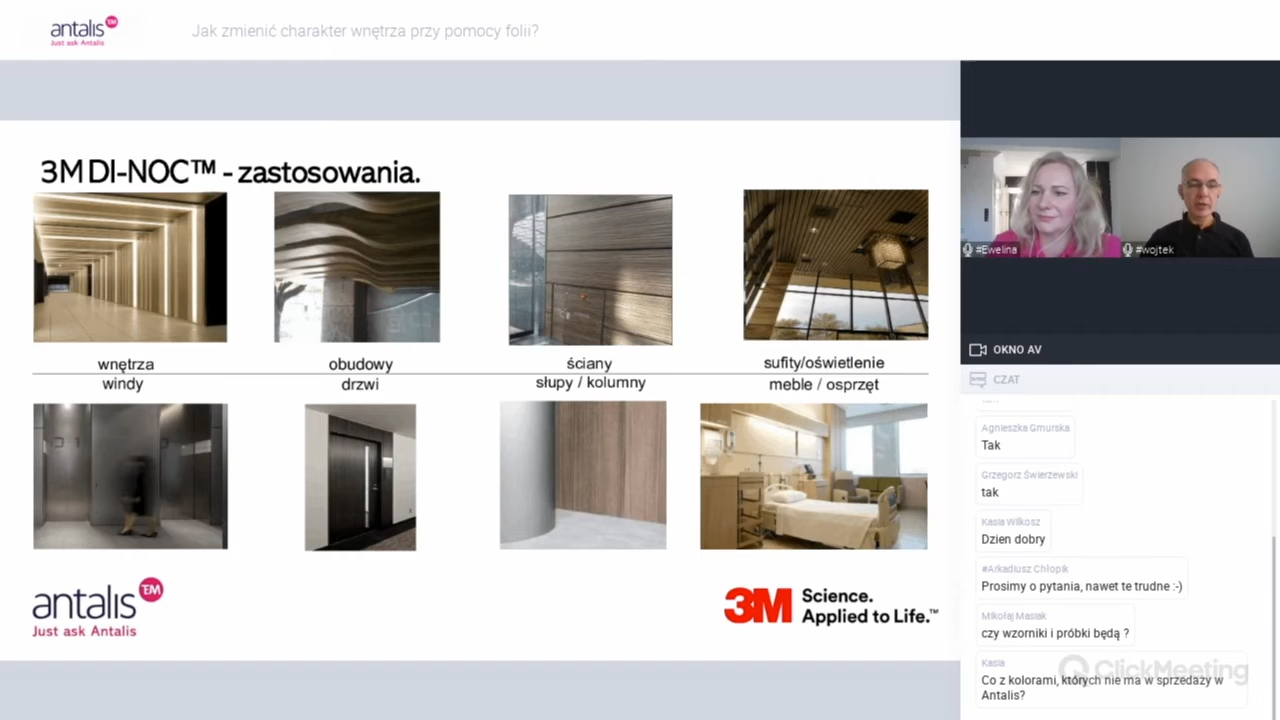 antalis TM
Just ask Antalis
Jak zmienić charakter wnętrza przy pomocy folii?
3M DI-NOC™ - zastosowania.
wnętrza
obudowy
ściany
sufity/oświetlenie
windy
drzwi
słupy / kolumny
meble / osprzęt
antalis TM
Just ask Antalis
3M Science.
Applied to Life.™
#Ewelina
#wojtek
OKNO AV
CZAT
Agnieszka Gmurska
Tak
Grzegorz Świerżewski
tak
Kasia Wilkosz
Dzien dobry
#Arkadiusz Chłopik
Prosimy o pytania, nawet te trudne :-)
Mikołaj Masiak
czy wzorniki i próbki będą ?
Kasia
Co z kolorami, których nie ma w sprzedaży w
Antalis?
ClickMeeting